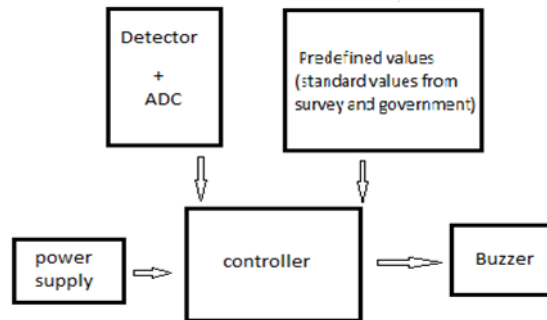 Detector
+
ADC
Predefined values
(standard values from
survey and government)
power
supply
controller
Buzzer